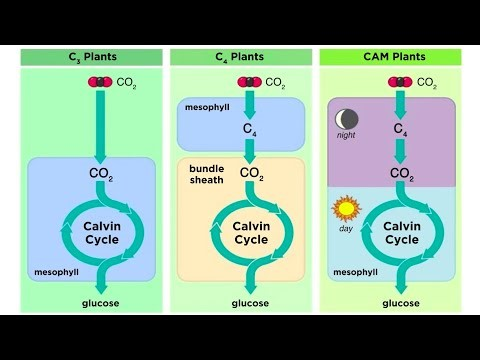 C₃ Plants
CO₂
CO₂
Calvin
Cycle
mesophyll
glucose
C₄ Plants
CO₂
mesophyll
C₄
bundle
sheath
CO₂
Calvin
Cycle
glucose
CAM Plants
CO₂
night
C₄
CO₂
day
Calvin
Cycle
mesophyll
glucose